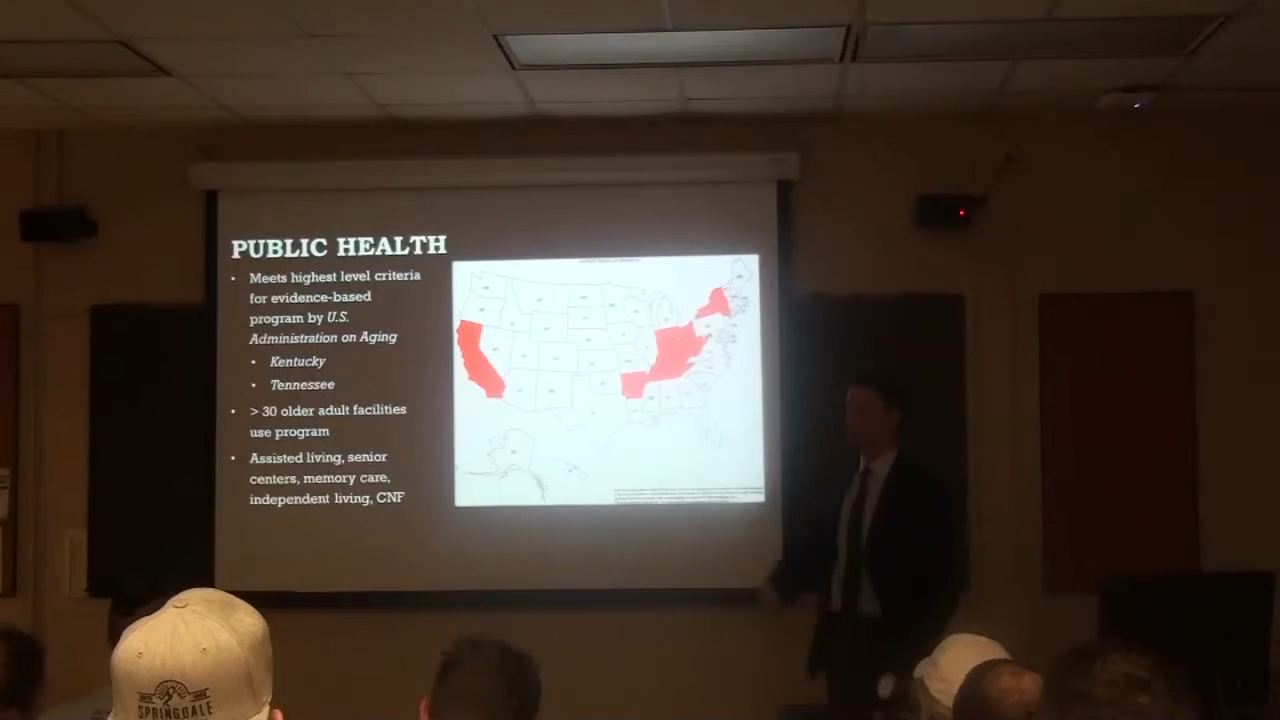 PUBLIC HEALTH
• Meets highest level criteria
for evidence-based
program by U.S.
Administration on Aging
• Kentucky
• Tennessee
• > 30 older adult facilities
use program
• Assisted living, senior
centers, memory care,
independent living, CNF
SPRINGDALE